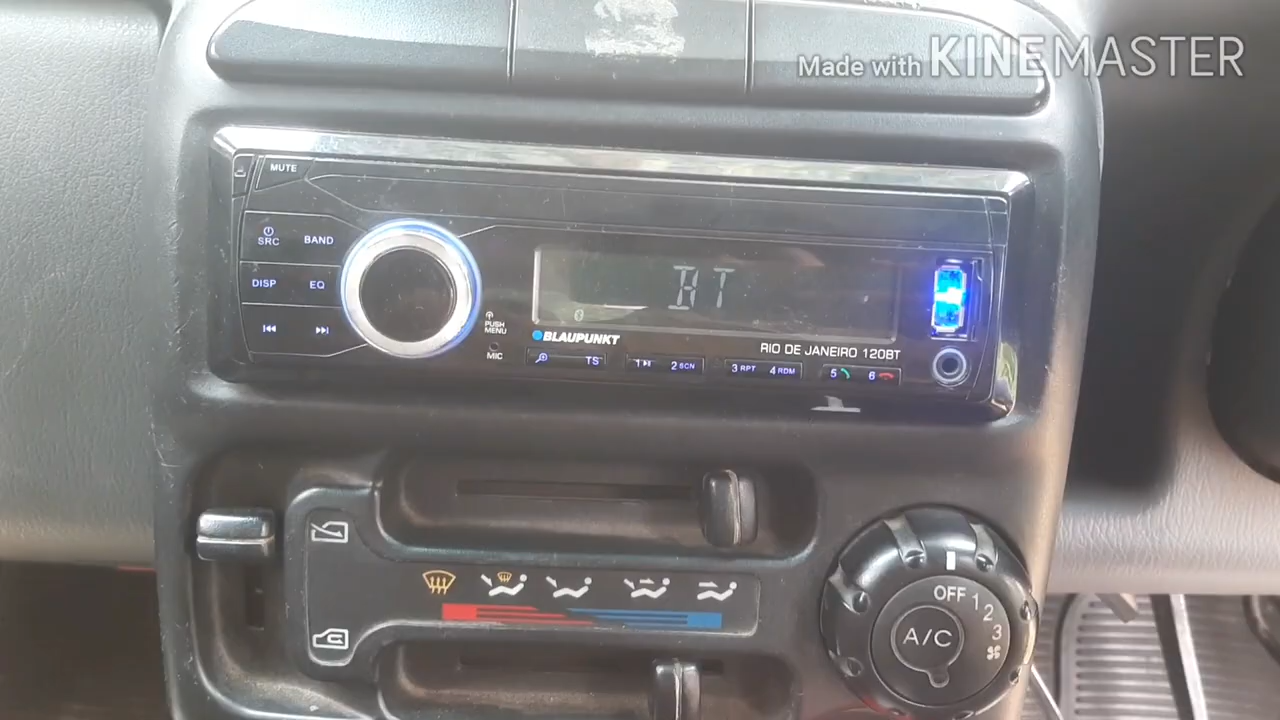 Made with KINEMASTER
MUTE
SRC BAND
DISP EQ
BT
PUSH
MENU
MIC
BLAUPUNKT
RIO DE JANEIRO 120BT
TS 1 2 SCN 3 RPT 4 RDM 5 6
OFF 1 2 3
A/C